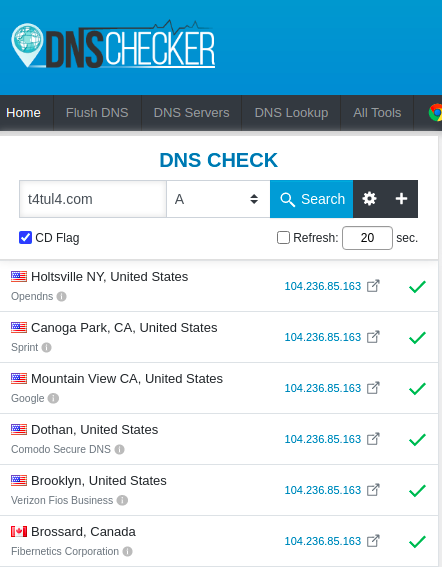 DNSCHECKER
Home Flush DNS DNS Servers DNS Lookup All Tools
DNS CHECK
t4tul4.com A Search
CD Flag Refresh: 20 sec.
Holtsville NY, United States 104.236.85.163
Opendns
Canoga Park, CA, United States 104.236.85.163
Sprint
Mountain View CA, United States 104.236.85.163
Google
Dothan, United States 104.236.85.163
Comodo Secure DNS
Brooklyn, United States 104.236.85.163
Verizon Fios Business
Brossard, Canada 104.236.85.163
Fibernetics Corporation